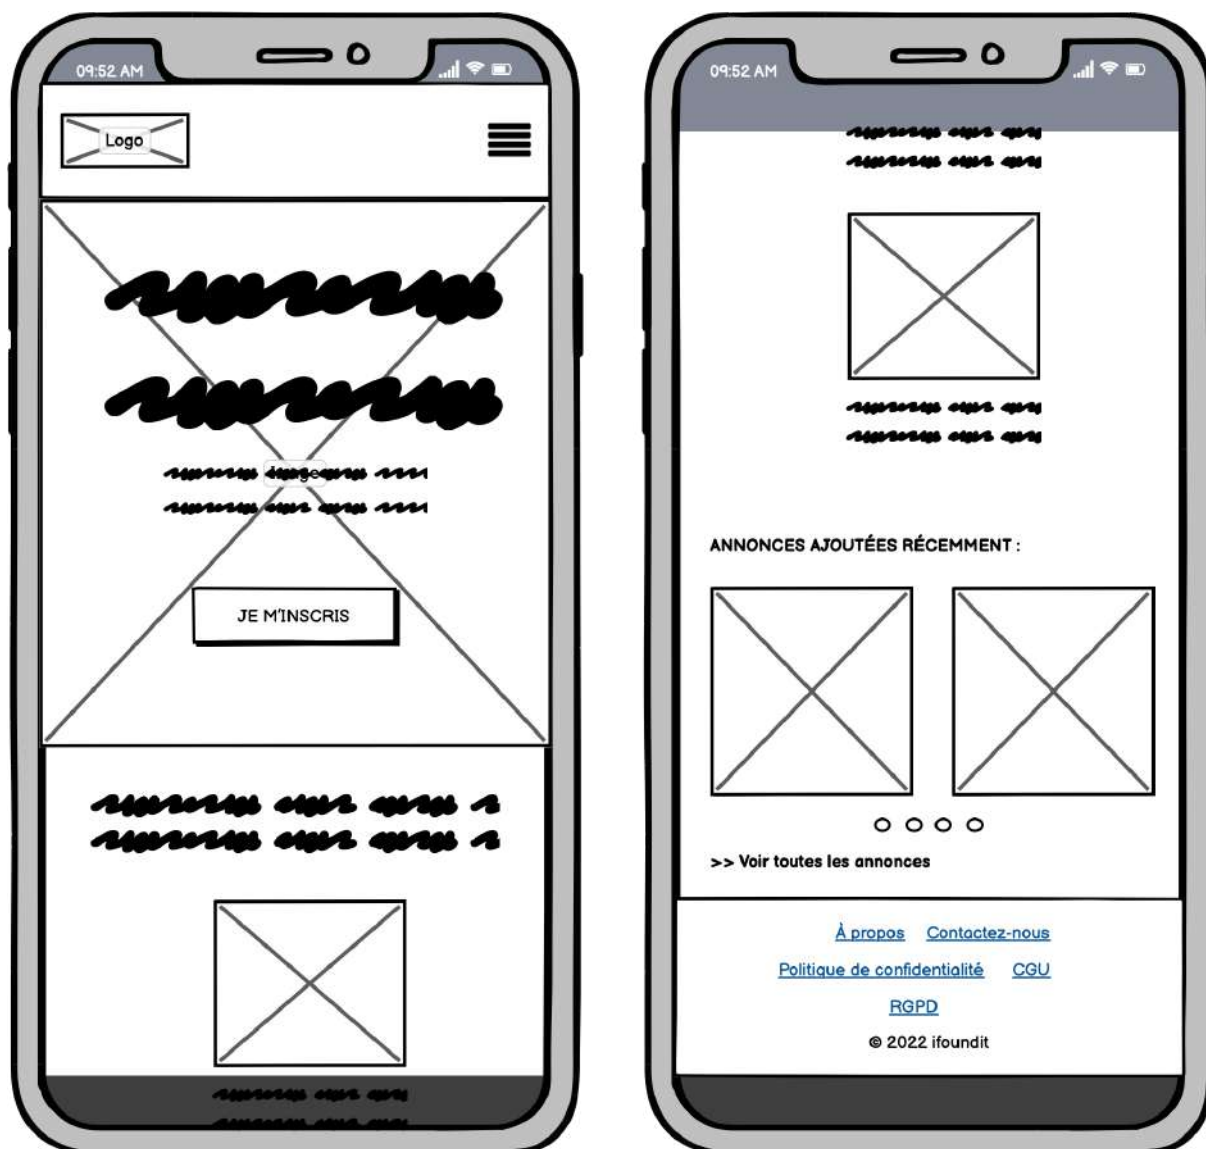 09:52 AM
Logo
JE M'INSCRIS
09:52 AM
ANNONCES AJOUTÉES RÉCEMMENT :
>> Voir toutes les annonces
À propos Contactez-nous
Politique de confidentialité CGU
RGPD
© 2022 ifoundit